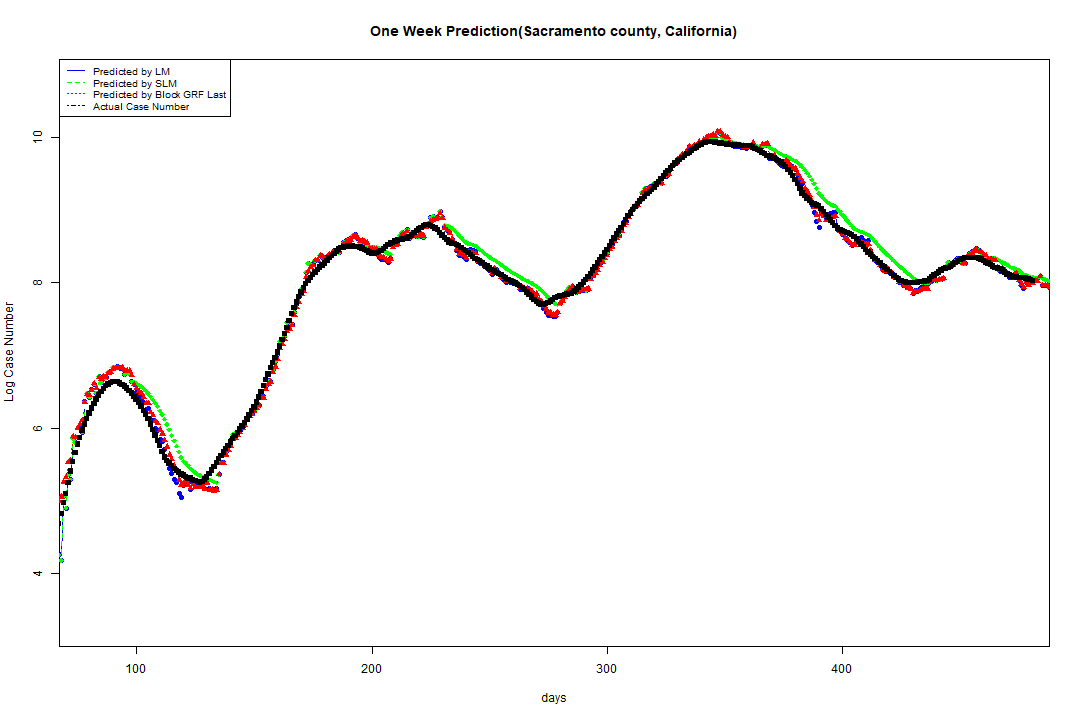 One Week Prediction(Sacramento county, California)
Predicted by LM
Predicted by SLM
Predicted by Block GRF Last
Actual Case Number
10
8
6
4
Log Case Number
100 200 300 400
days